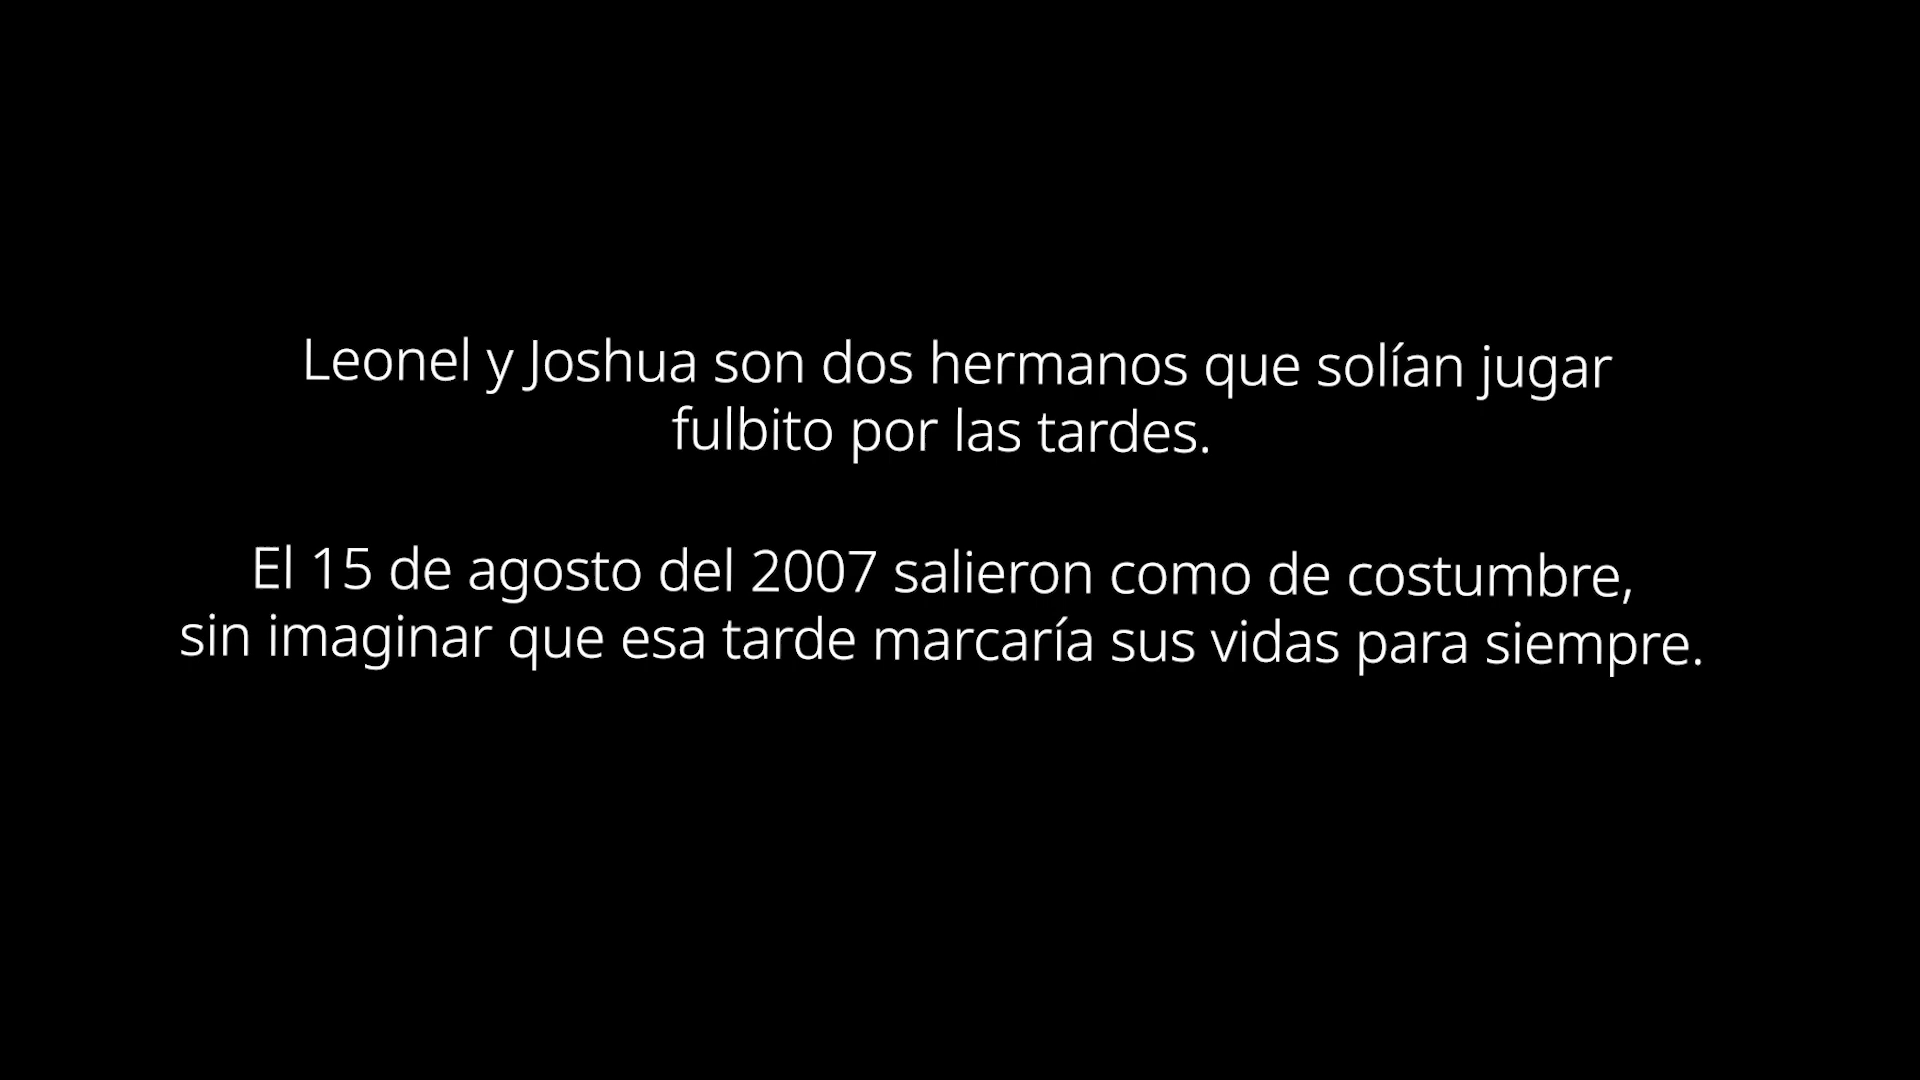 Leonel y Joshua son dos hermanos que solían jugar
fulbito por las tardes.
El 15 de agosto del 2007 salieron como de costumbre,
sin imaginar que esa tarde marcaría sus vidas para siempre.